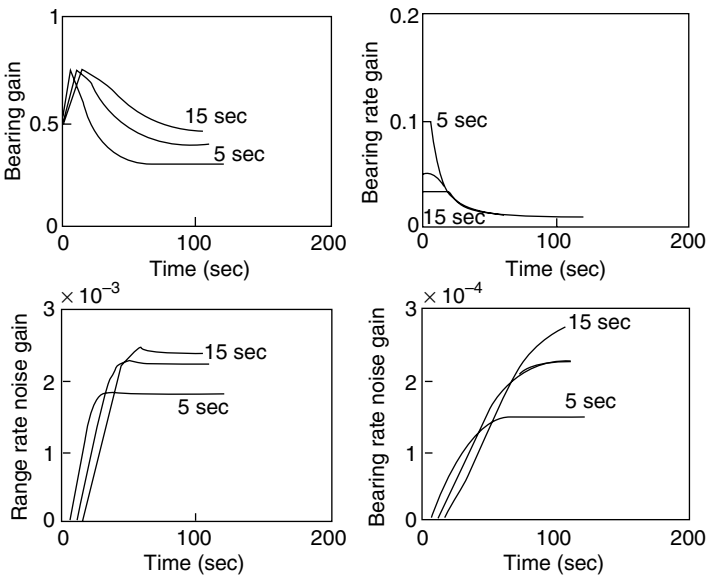 1
0.5
0
Bearing gain
15 sec
5 sec
0
100
200
Time (sec)
0.2
0.1
0
Bearing rate gain
5 sec
15 sec
0
100
200
Time (sec)
3
× 10⁻³
2
1
0
Range rate noise gain
15 sec
5 sec
0
100
200
Time (sec)
3
× 10⁻⁴
2
1
0
Bearing rate noise gain
15 sec
5 sec
0
100
200
Time (sec)